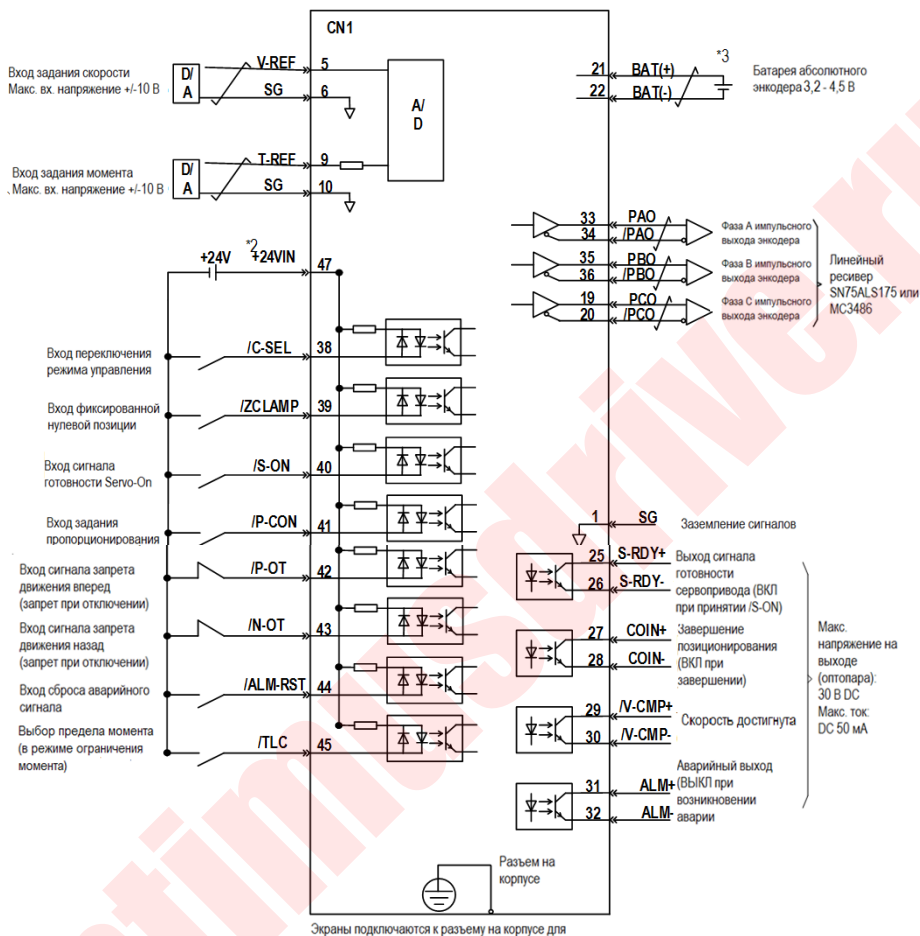 CN1
Вход задания скорости
Макс. вх. напряжение +/-10 В
D/
A
V-REF
5
SG
6
A/
D
Вход задания момента
Макс. вх. напряжение +/-10 В
D/
A
T-REF
9
SG
10
21
BAT(+)
22
BAT(-)
*3
Батарея абсолютного
энкодера 3,2 - 4,5 В
33
PAO
34
/PAO
Фаза А импульсного
выхода энкодера
35
PBO
36
/PBO
Фаза В импульсного
выхода энкодера
19
PCO
20
/PCO
Фаза С импульсного
выхода энкодера
Линейный
ресивер
SN75ALS175 или
MC3486
+24V
*2
+24VIN
47
Вход переключения
режима управления
/C-SEL
38
Вход фиксированной
нулевой позиции
/ZCLAMP
39
Вход сигнала
готовности Servo-On
/S-ON
40
Вход задания
пропорционирования
/P-CON
41
Вход сигнала запрета
движения вперед
(запрет при отключении)
/P-OT
42
Вход сигнала запрета
движения назад
(запрет при отключении)
/N-OT
43
Вход сброса аварийного
сигнала
/ALM-RST
44
Выбор предела момента
(в режиме ограничения
момента)
/TLC
45
1
SG
Заземление сигналов
25
S-RDY+
26
S-RDY-
Выход сигнала
готовности
сервопривода (ВКЛ
при принятии /S-ON)
27
COIN+
28
COIN-
Завершение
позиционирования
(ВКЛ при
завершении)
29
/V-CMP+
30
/V-CMP-
Скорость достигнута
31
ALM+
32
ALM-
Аварийный выход
(ВЫКЛ при
возникновении
аварии
Макс.
напряжение на
выходе
(оптопара):
30 В DC
Макс. ток:
DC 50 мА
Разъем на
корпусе
Экраны подключаются к разъему на корпусе для
stimusdrive.ru